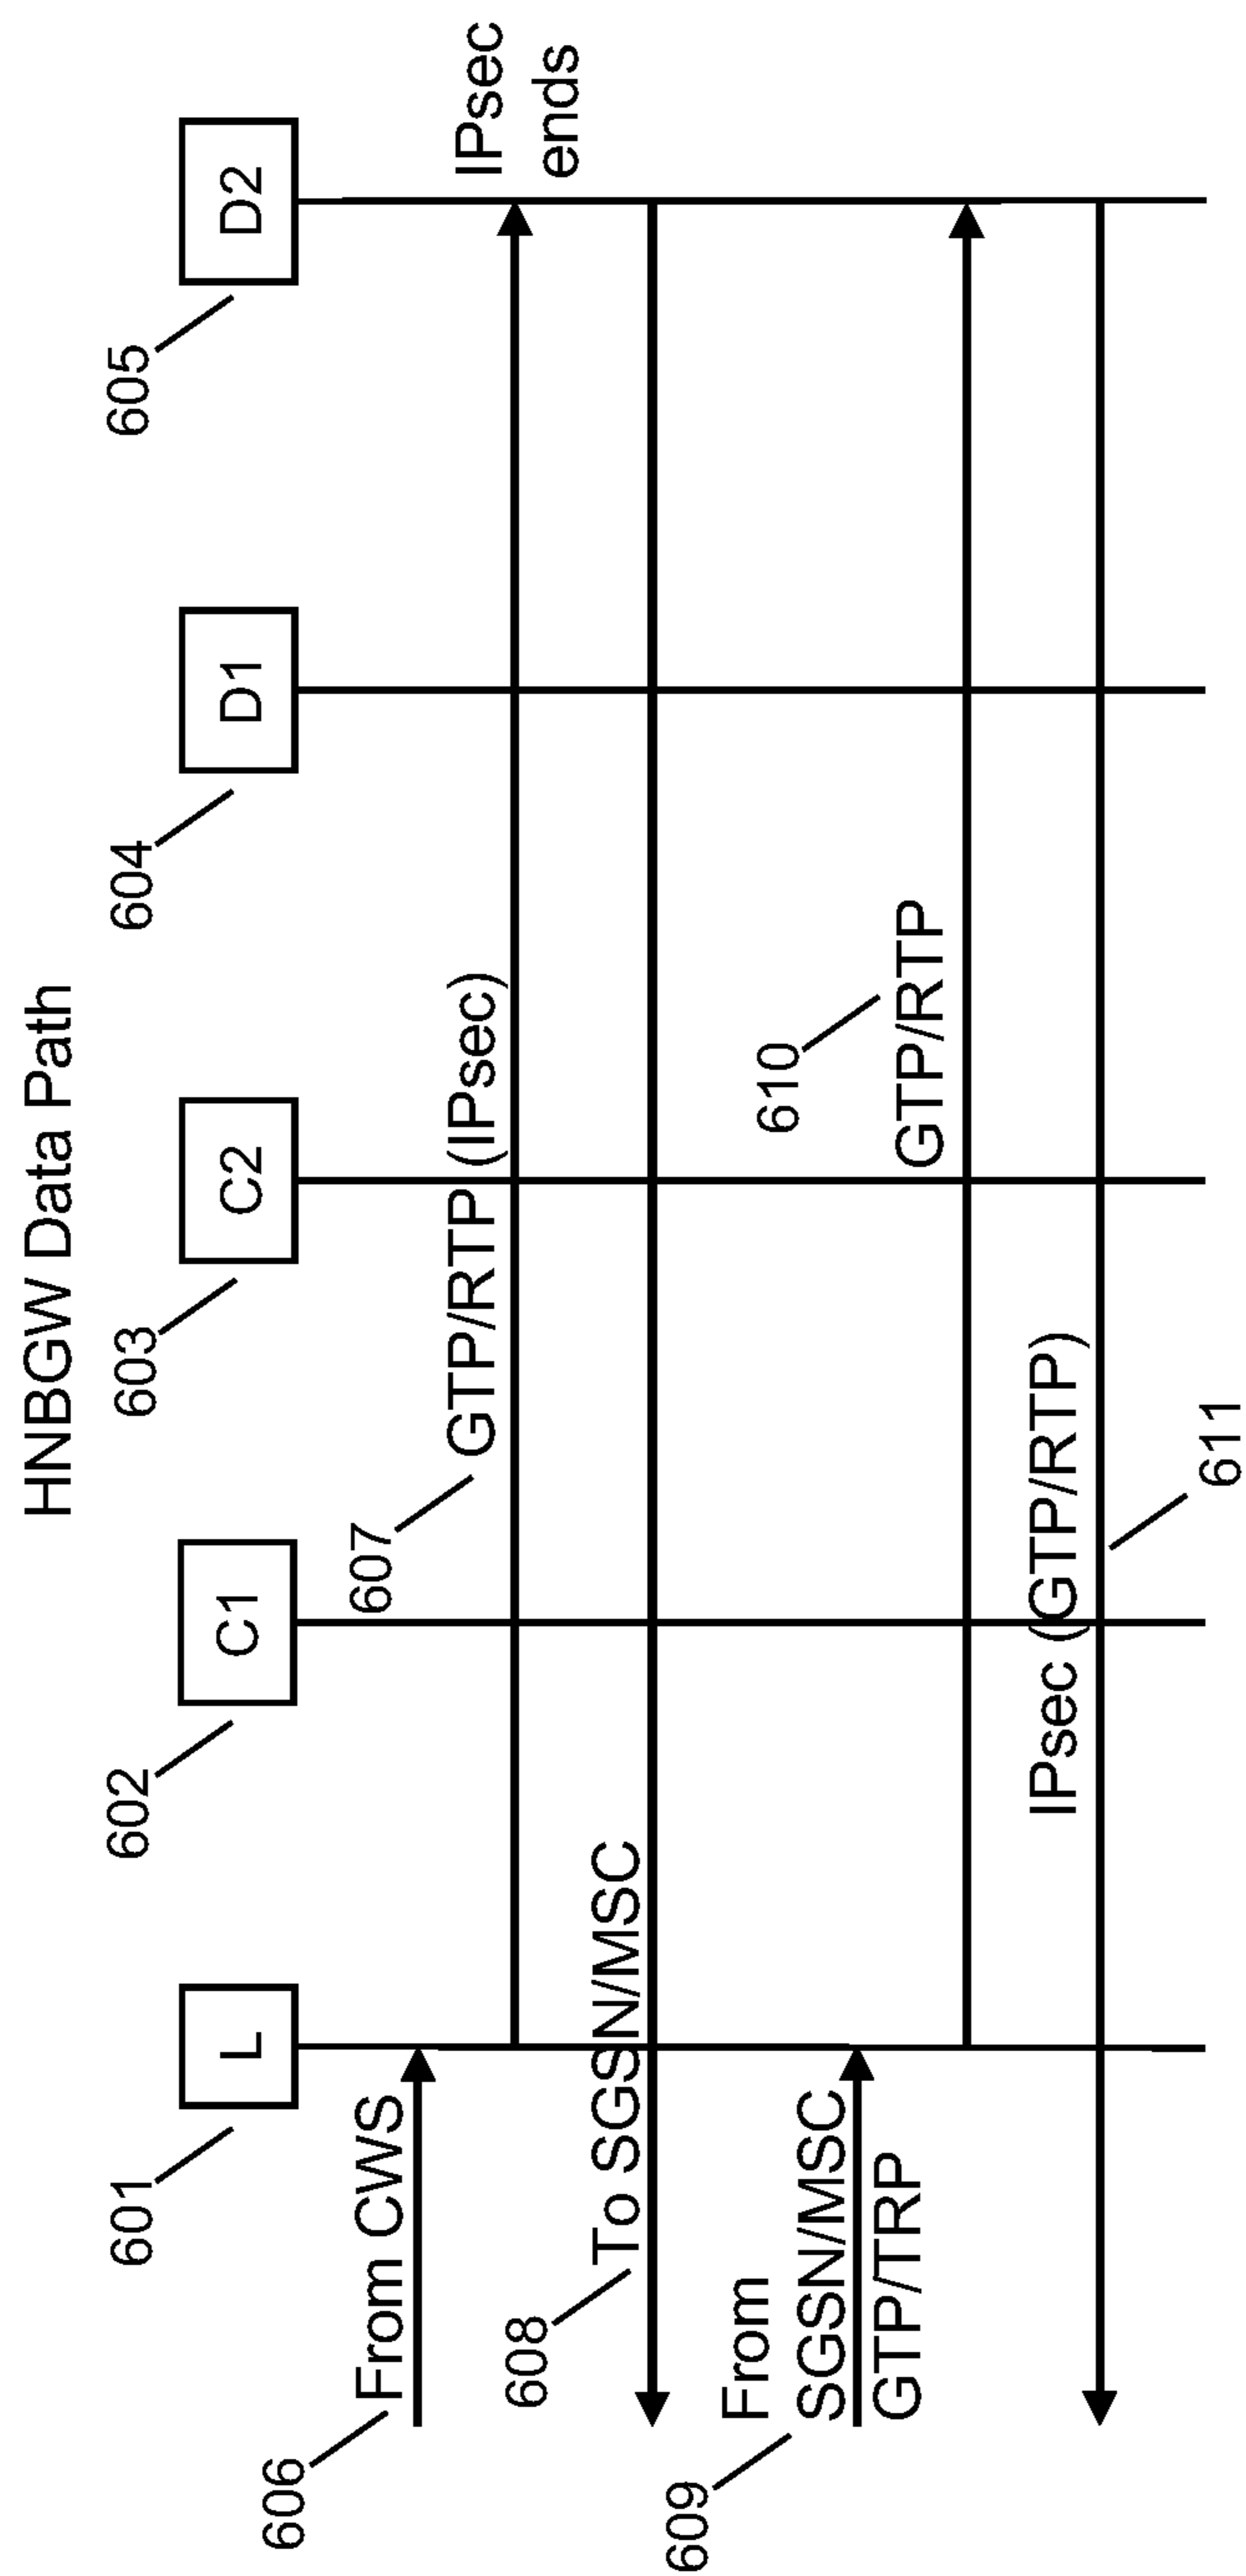 HNBGW Data Path
601
602
603
604
605
L
C1
C2
D1
D2
606
From CWS
607
GTP/RTP (IPsec)
IPsec
ends
608
To SGSN/MSC
609
From
SGSN/MSC
GTP/TRP
610
GTP/RTP
IPsec (GTP/RTP)
611